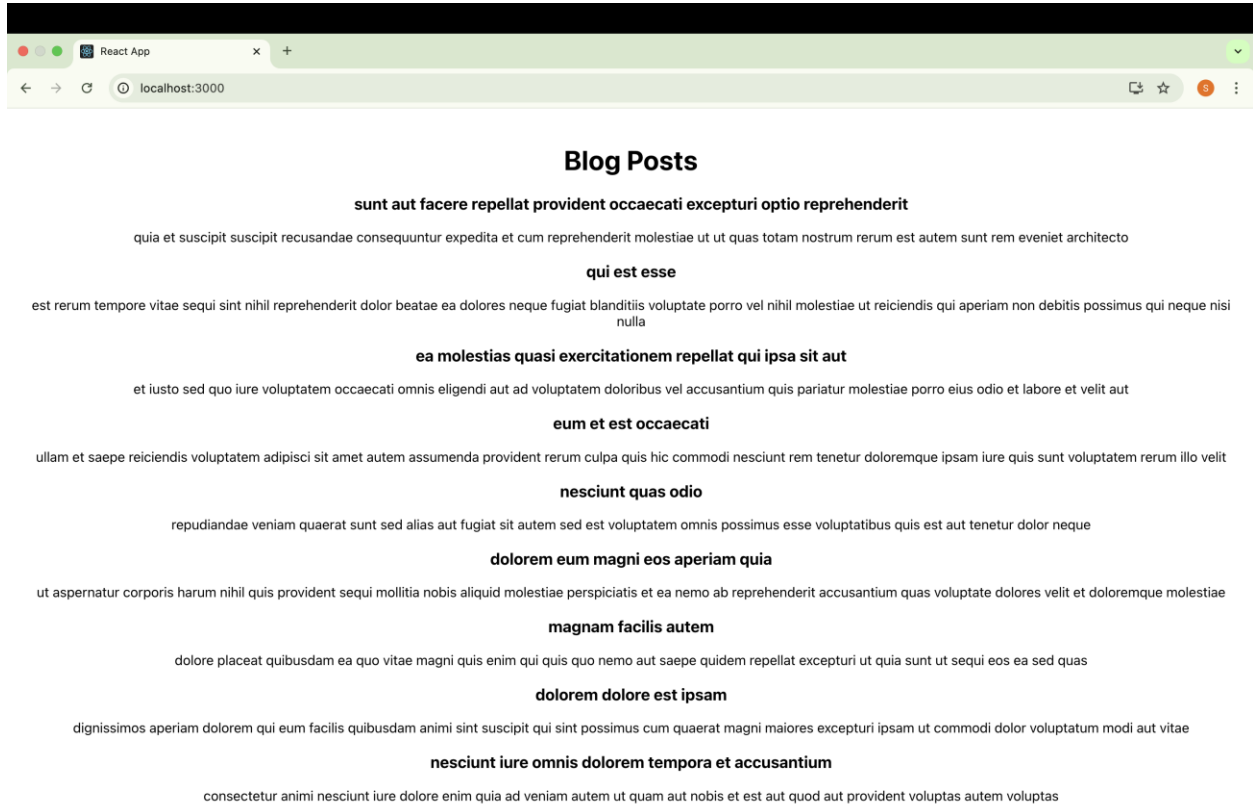 React App
localhost:3000
S
Blog Posts
sunt aut facere repellat provident occaecati excepturi optio reprehenderit
quia et suscipit suscipit recusandae consequuntur expedita et cum reprehenderit molestiae ut ut quas totam nostrum rerum est autem sunt rem eveniet architecto
qui est esse
est rerum tempore vitae sequi sint nihil reprehenderit dolor beatae ea dolores neque fugiat blanditiis voluptate porro vel nihil molestiae ut reiciendis qui aperiam non debitis possimus qui neque nisi
nulla
ea molestias quasi exercitationem repellat qui ipsa sit aut
et iusto sed quo iure voluptatem occaecati omnis eligendi aut ad voluptatem doloribus vel accusantium quis pariatur molestiae porro eius odio et labore et velit aut
eum et est occaecati
ullam et saepe reiciendis voluptatem adipisci sit amet autem assumenda provident rerum culpa quis hic commodi nesciunt rem tenetur doloremque ipsam iure quis sunt voluptatem rerum illo velit
nesciunt quas odio
repudiandae veniam quaerat sunt sed alias aut fugiat sit autem sed est voluptatem omnis possimus esse voluptatibus quis est aut tenetur dolor neque
dolorem eum magni eos aperiam quia
ut aspernatur corporis harum nihil quis provident sequi mollitia nobis aliquid molestiae perspiciatis et ea nemo ab reprehenderit accusantium quas voluptate dolores velit et doloremque molestiae
magnam facilis autem
dolore placeat quibusdam ea quo vitae magni quis enim qui quis quo nemo aut saepe quidem repellat excepturi ut quia sunt ut sequi eos ea sed quas
dolorem dolore est ipsam
dignissimos aperiam dolorem qui eum facilis quibusdam animi sint suscipit qui sint possimus cum quaerat magni maiores excepturi ipsam ut commodi dolor voluptatum modi aut vitae
nesciunt iure omnis dolorem tempora et accusantium
consectetur animi nesciunt iure dolore enim quia ad veniam autem ut quam aut nobis et est aut quod aut provident voluptas autem voluptas